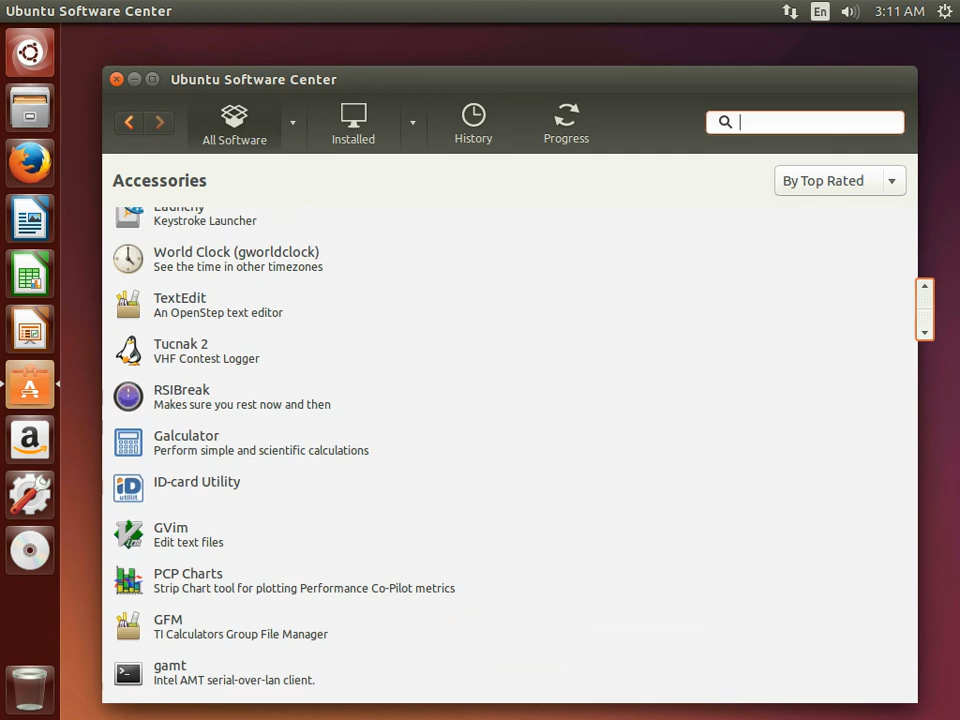 Ubuntu Software Center
En
3:11 AM
Ubuntu Software Center
All Software
Installed
History
Progress
Accessories
By Top Rated
Launchy
Keystroke Launcher
World Clock (gworldclock)
See the time in other timezones
TextEdit
An OpenStep text editor
Tucnak 2
VHF Contest Logger
RSIBreak
Makes sure you rest now and then
Galculator
Perform simple and scientific calculations
ID-card Utility
iD
utiliit
GVim
Edit text files
PCP Charts
Strip Chart tool for plotting Performance Co-Pilot metrics
GFM
TI Calculators Group File Manager
gamt
Intel AMT serial-over-lan client.